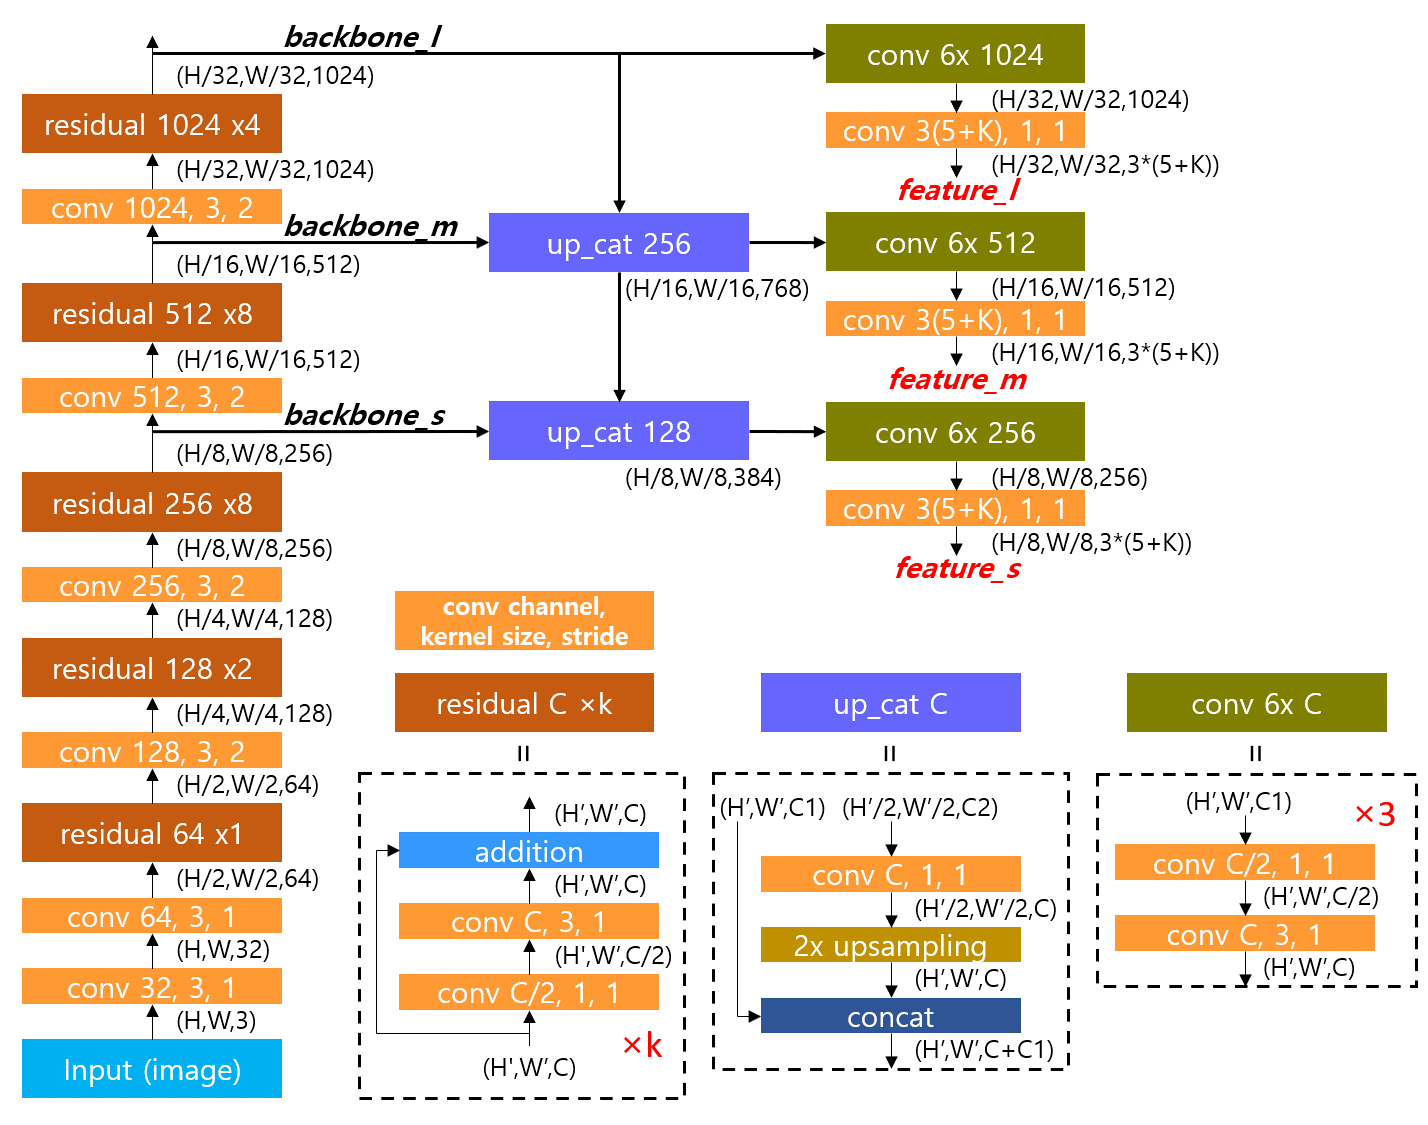 backbone_l
(H/32,W/32,1024)
residual 1024 x4
(H/32,W/32,1024)
conv 1024, 3, 2
backbone_m
(H/16,W/16,512)
residual 512 x8
(H/16,W/16,512)
conv 512, 3, 2
backbone_s
(H/8,W/8,256)
residual 256 x8
(H/8,W/8,256)
conv 256, 3, 2
(H/4,W/4,128)
residual 128 x2
(H/4,W/4,128)
conv 128, 3, 2
(H/2,W/2,64)
residual 64 x1
(H/2,W/2,64)
conv 64, 3, 1
(H,W,32)
conv 32, 3, 1
(H,W,3)
Input (image)
up_cat 256
(H/16,W/16,768)
up_cat 128
(H/8,W/8,384)
conv 6x 1024
(H/32,W/32,1024)
conv 3(5+K), 1, 1
(H/32,W/32,3*(5+K))
feature_l
conv 6x 512
(H/16,W/16,512)
conv 3(5+K), 1, 1
(H/16,W/16,3*(5+K))
feature_m
conv 6x 256
(H/8,W/8,256)
conv 3(5+K), 1, 1
(H/8,W/8,3*(5+K))
feature_s
conv channel,
kernel size, stride
residual C ×k
=
(H',W',C)
addition
(H',W',C)
conv C, 3, 1
(H',W',C/2)
conv C/2, 1, 1
×k
(H',W',C)
up_cat C
=
(H',W',C1)
(H'/2,W'/2,C2)
conv C, 1, 1
(H'/2,W'/2,C)
2x upsampling
(H',W',C)
concat
(H',W',C+C1)
conv 6x C
=
(H',W',C1)
×3
conv C/2, 1, 1
(H',W',C/2)
conv C, 3, 1
(H',W',C)